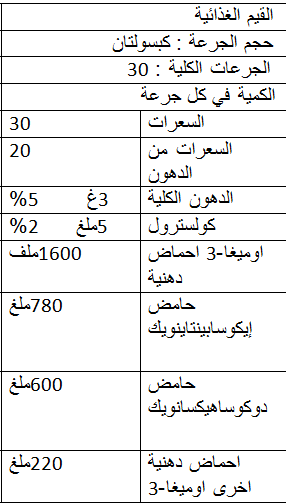 القيم الغذائية
حجم الجرعة : كبسولتان
الجرعات الكلية : 30
الكمية في كل جرعة
السعرات 30
السعرات من
الدهون 20
الدهون الكلية 3غ 5%
كولسترول 5ملغ 2%
اوميغا-3 احماض
دهنية 1600ملف
حامض
إيكوسابينتاينويك 780ملغ
حامض
دوكوساهيكسانويك 600ملغ
احماض دهنية
اخرى اوميغا-3 220ملغ